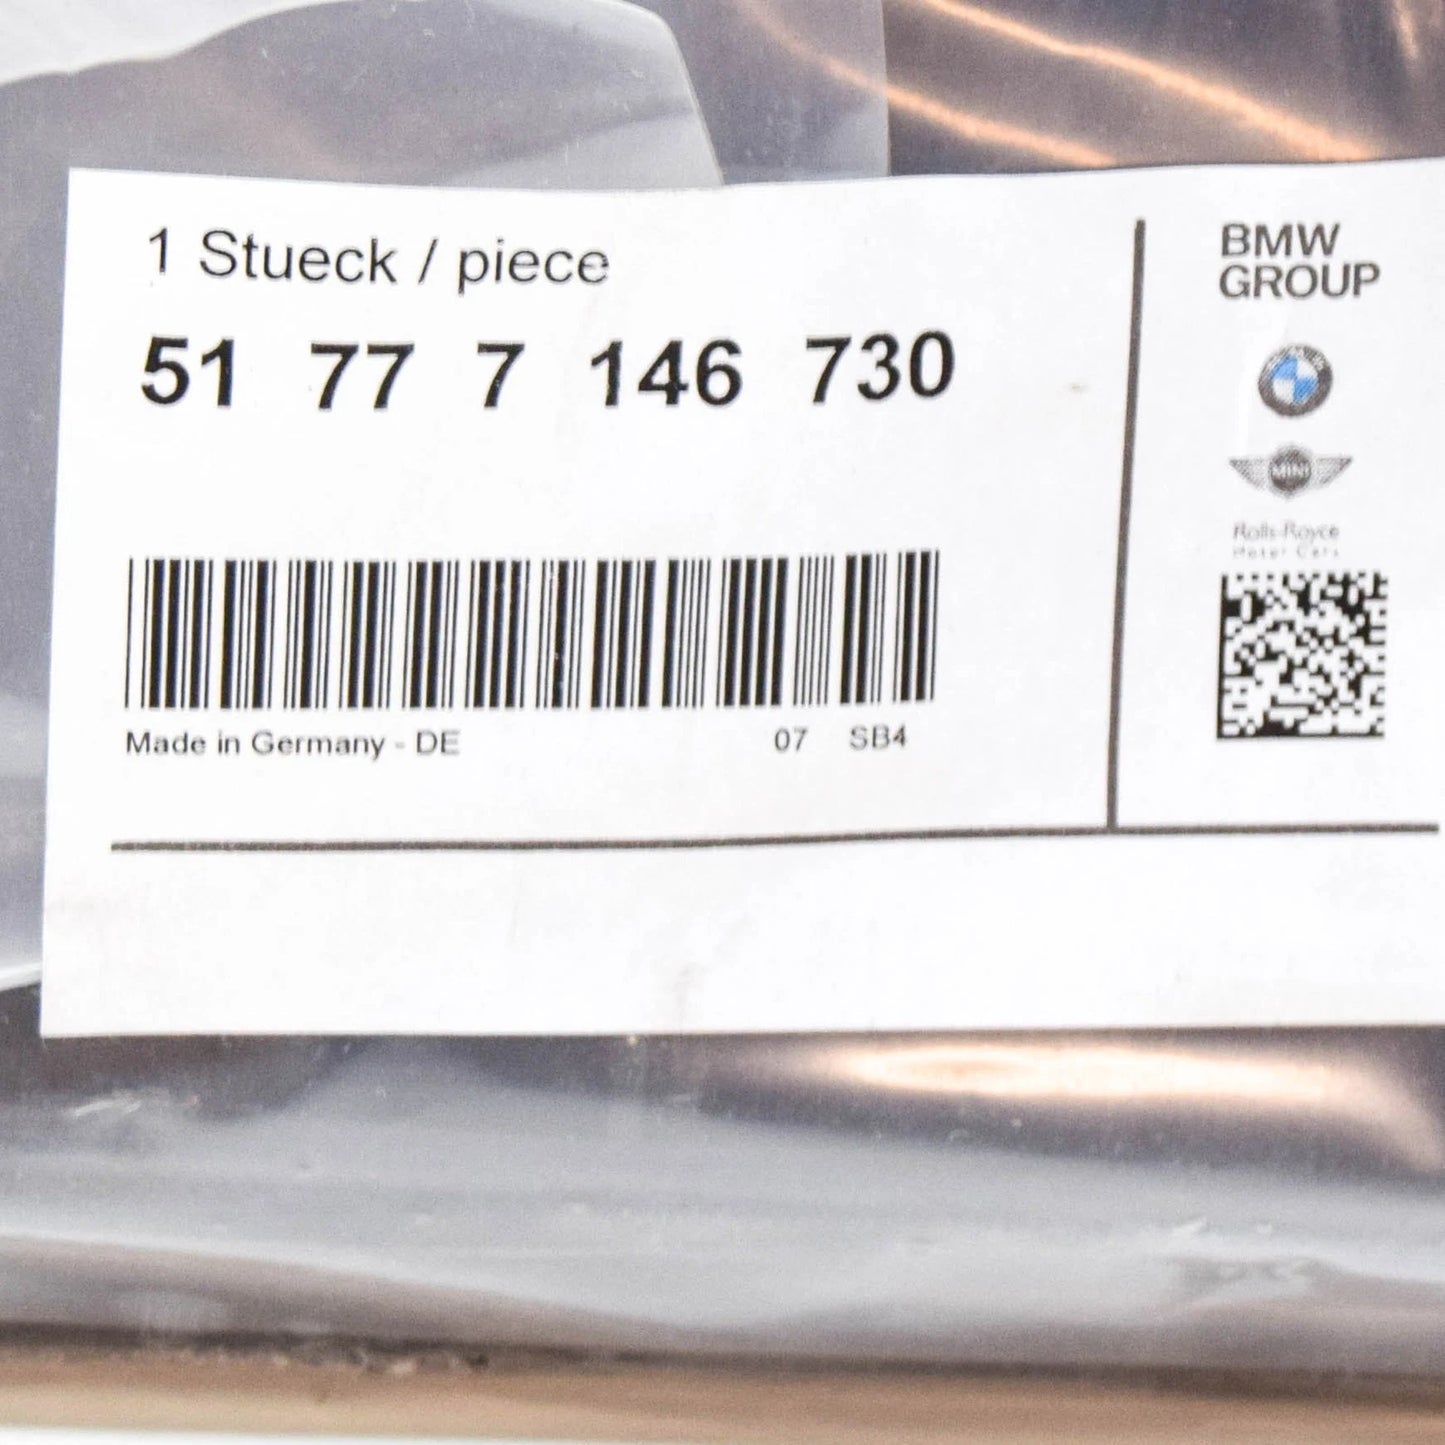 1 Stueck / piece
51 77 7 146 730
Made in Germany - DE 07 SB4
BMW
GROUP
MINI
Rolls-Royce
Motor Cars